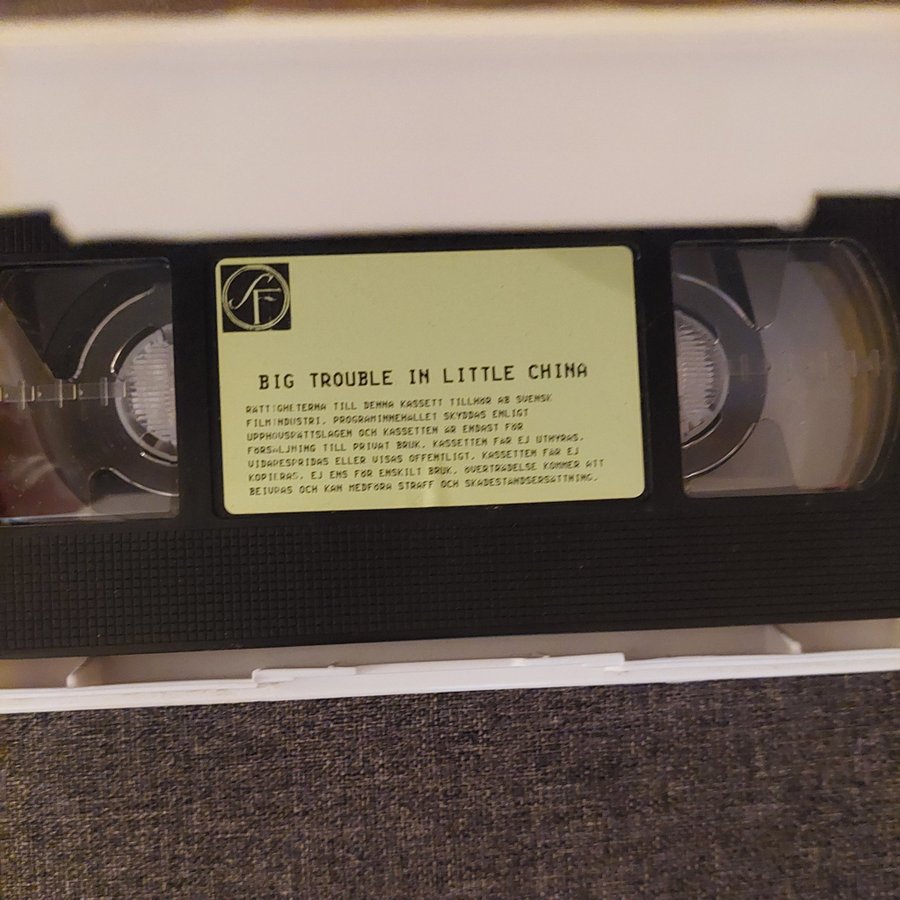 SF
BIG TROUBLE IN LITTLE CHINA
RÄTTIGHETERNA TILL DENNA KASSETT TILLHÖR AB SVENSK
FILMINDUSTRI. PROGRAMINNEHÅLLET SKYDDAS ENLIGT
UPPHOVSRÄTTSLAGEN OCH KASSETTEN ÄR ENDAST FÖR
FÖRSÄLJNING TILL PRIVAT BRUK. KASSETTEN FÅR EJ UTHYRAS,
VIDARESPRIDAS ELLER VISAS OFFENTLIGT. KASSETTEN FÅR EJ
KOPIERAS, EJ ENS FÖR ENSKILT BRUK. ÖVERTRÄDELSE KOMMER ATT
BEIVRAS OCH KAN MEDFÖRA STRAFF OCH SKADESTÅNDSERSÄTTNING.